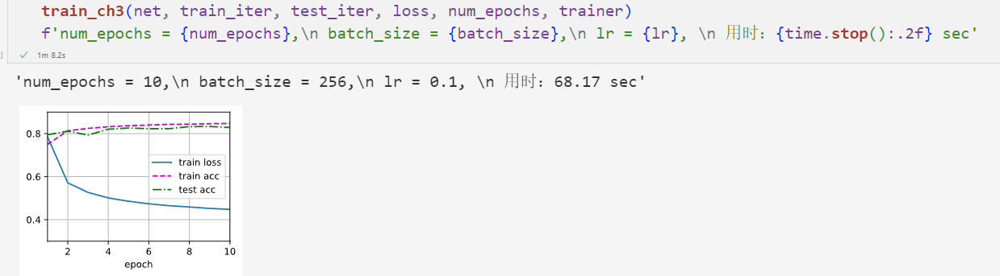 train_ch3(net, train_iter, test_iter, loss, num_epochs, trainer)
f'num_epochs = {num_epochs},\n batch_size = {batch_size},\n lr = {lr}, \n 用时：{time.stop():.2f} sec'
] ✓ 1m 8.2s
'num_epochs = 10,\n batch_size = 256,\n lr = 0.1, \n 用时：68.17 sec'
0.8
0.6
0.4
train loss
train acc
test acc
2 4 6 8 10
epoch